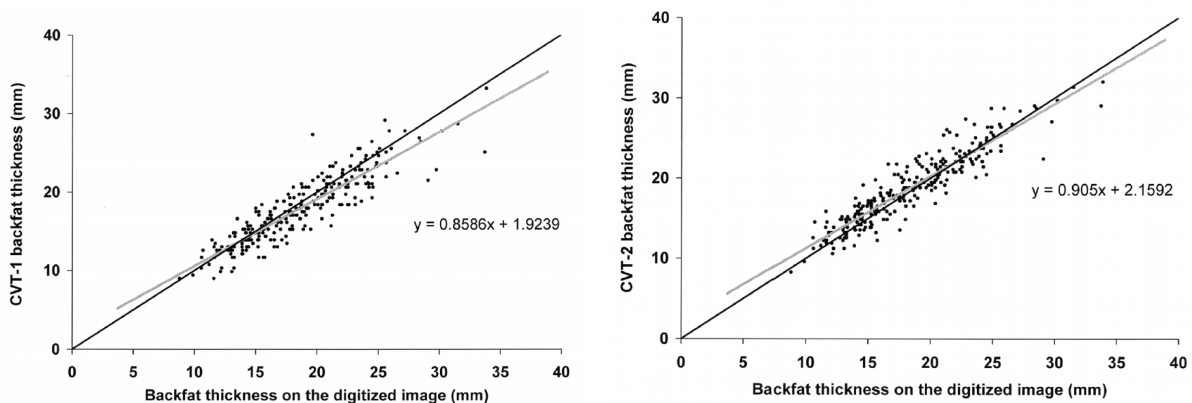 40
30
20
10
0
CVT-1 backfat thickness (mm)
y = 0.8586x + 1.9239
0 5 10 15 20 25 30 35 40
Backfat thickness on the digitized image (mm)
40
30
20
10
0
CVT-2 backfat thickness (mm)
y = 0.905x + 2.1592
0 5 10 15 20 25 30 35 40
Backfat thickness on the digitized image (mm)